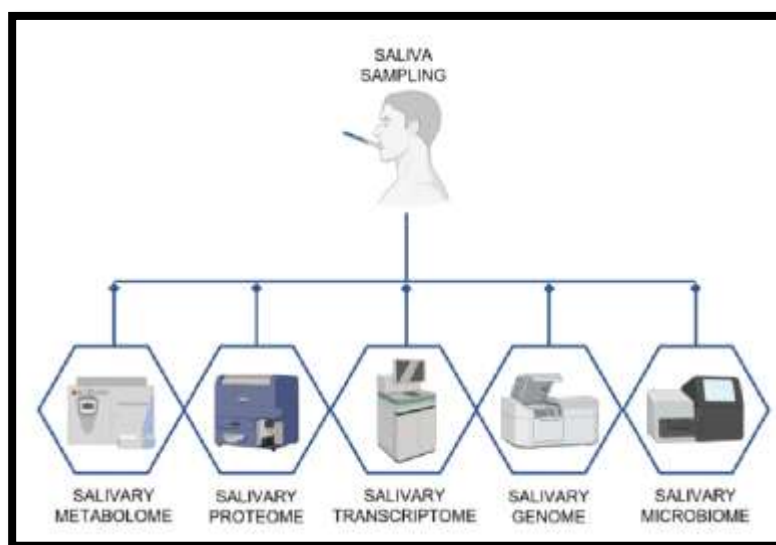 SALIVA
SAMPLING
SALIVARY
METABOLOME
SALIVARY
PROTEOME
SALIVARY
TRANSCRIPTOME
SALIVARY
GENOME
SALIVARY
MICROBIOME